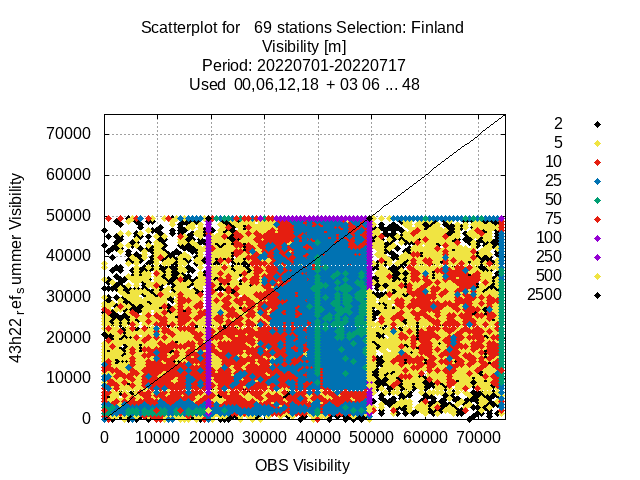 Scatterplot for 69 stations Selection: Finland
Visibility [m]
Period: 20220701-20220717
Used 00,06,12,18 + 03 06 ... 48
43h22_ref_summer Visibility
70000
60000
50000
40000
30000
20000
10000
0
0 10000 20000 30000 40000 50000 60000 70000
OBS Visibility
2
5
10
25
50
75
100
250
500
2500